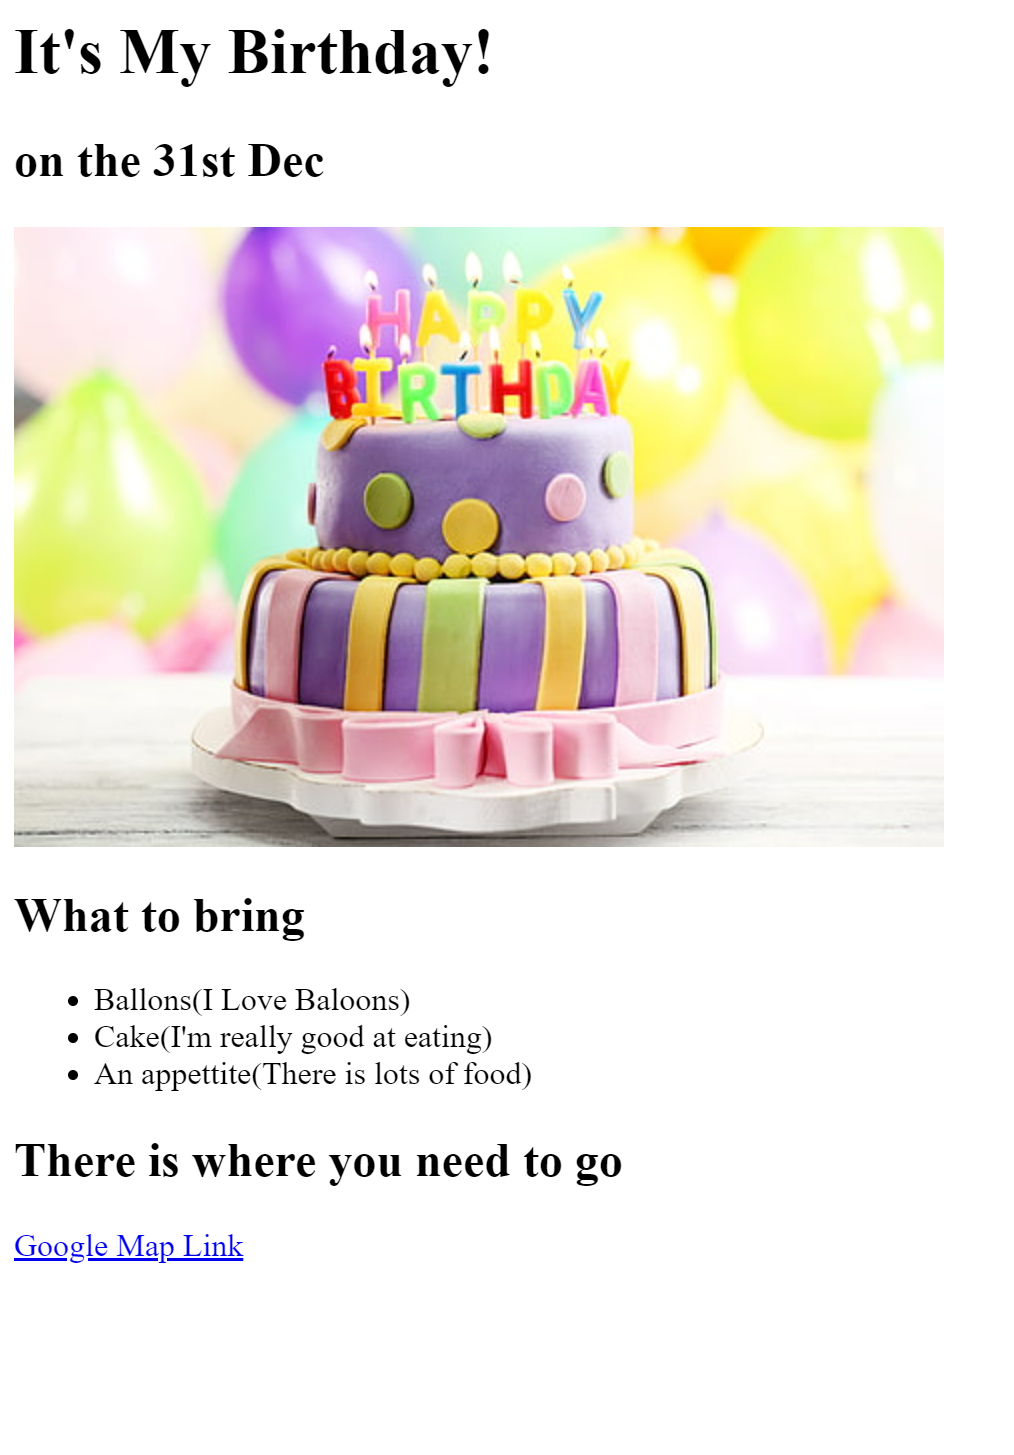 It's My Birthday!
on the 31st Dec
HAPPY
BIRTHDAY
What to bring
Ballons(I Love Baloons)
Cake(I'm really good at eating)
An appettite(There is lots of food)
There is where you need to go
Google Map Link